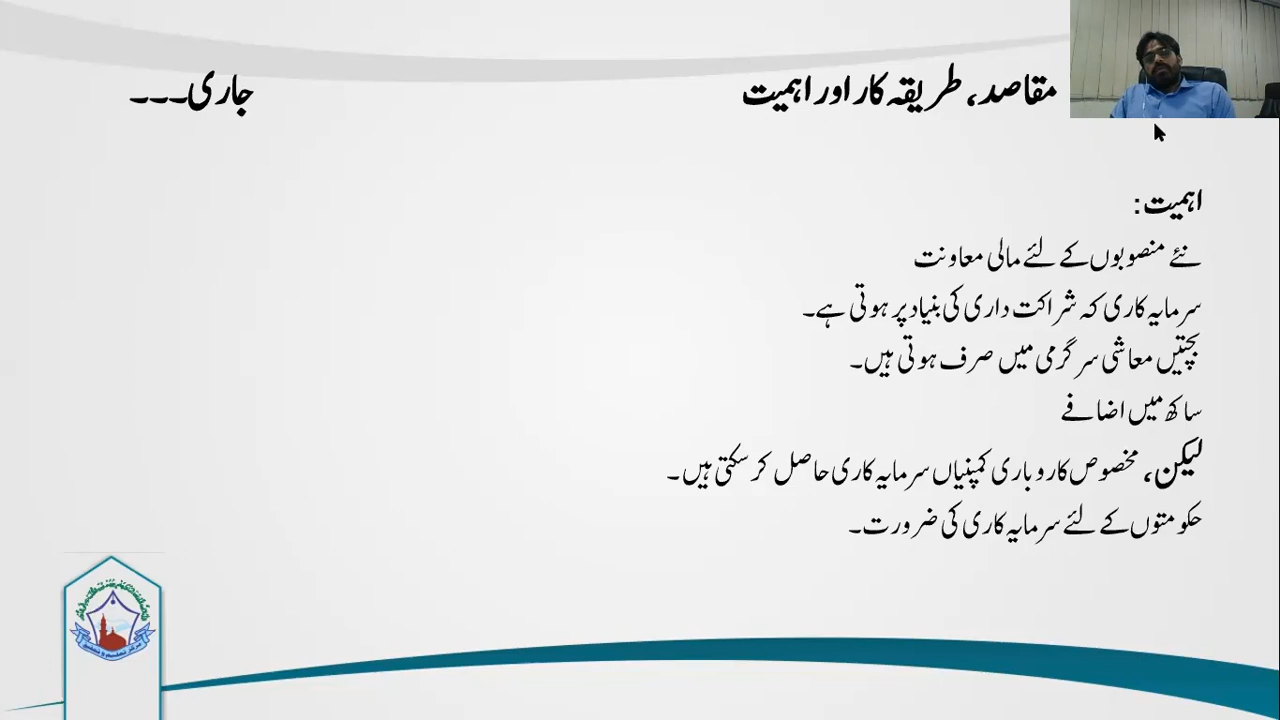 مقاصد، طریقہ کار اور اہمیت جاری۔۔۔
اہمیت:
نئے منصوبوں کے لئے مالی معاونت
سرمایہ کاری کہ شراکت داری کی بنیاد پر ہوتی ہے۔
بچتیں معاشی سرگرمی میں صرف ہوتی ہیں۔
ساکھ میں اضافے
لیکن، مخصوص کاروباری کمپنیاں سرمایہ کاری حاصل کر سکتی ہیں۔
حکومتوں کے لئے سرمایہ کاری کی ضرورت۔